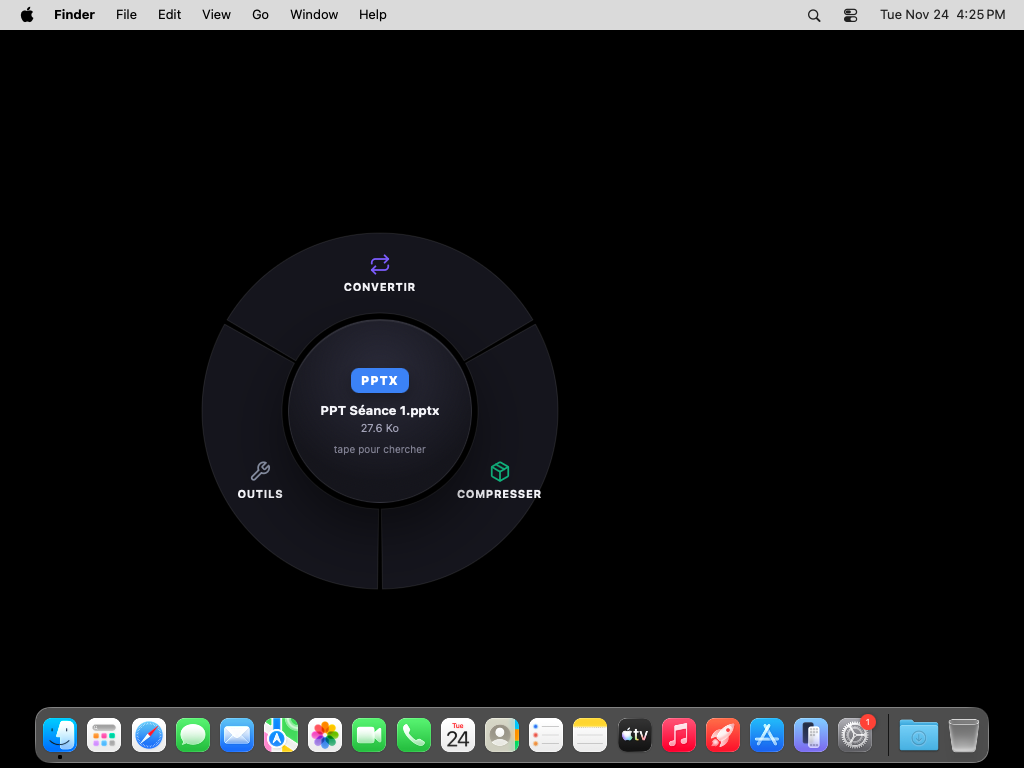 Finder File Edit View Go Window Help Tue Nov 24 4:25 PM
CONVERTIR
PPTX
PPT Séance 1.pptx
27.6 Ko
tape pour chercher
OUTILS
COMPRESSER
Tue
24
tv
1